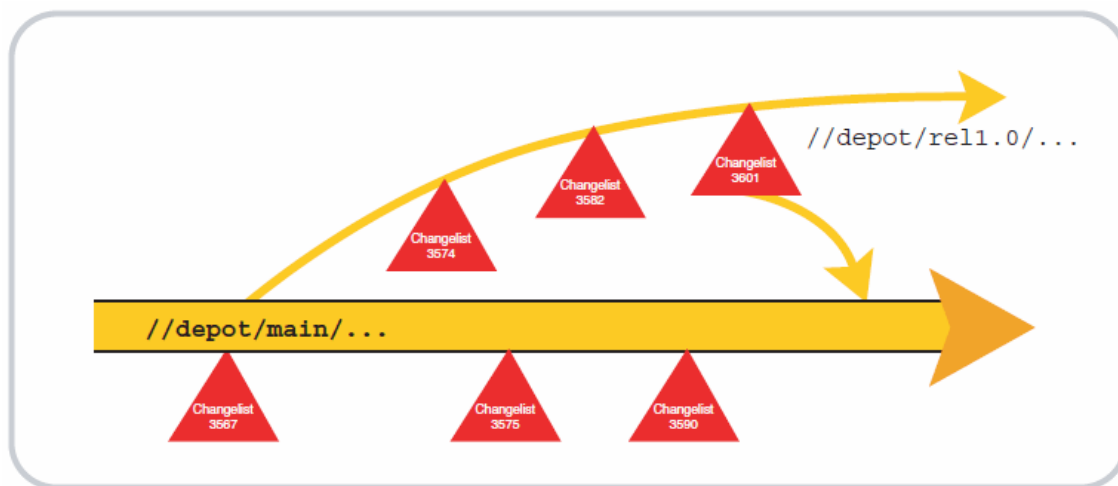 //depot/rel1.0/...
Changelist
3601
Changelist
3582
Changelist
3574
//depot/main/...
Changelist
3567
Changelist
3575
Changelist
3590